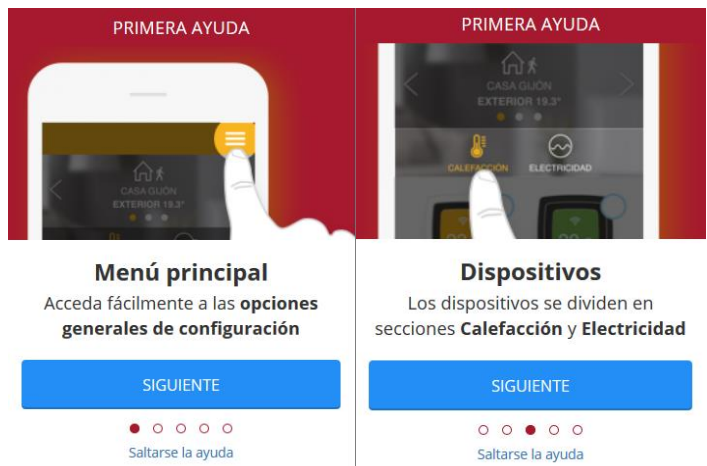 PRIMERA AYUDA
CASA GIJÓN
EXTERIOR 19.3°
Menú principal
Acceda fácilmente a las opciones
generales de configuración
SIGUIENTE
Saltarse la ayuda
PRIMERA AYUDA
CASA GIJÓN
EXTERIOR 19.3°
CALEFACCIÓN ELECTRICIDAD
Dispositivos
Los dispositivos se dividen en
secciones Calefacción y Electricidad
SIGUIENTE
Saltarse la ayuda